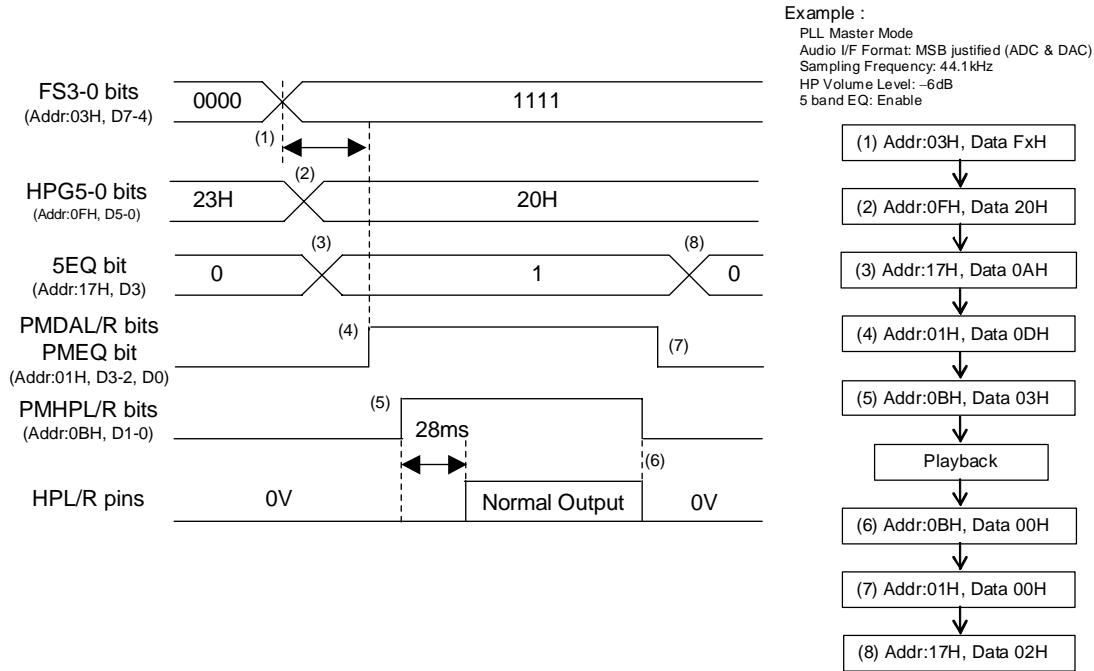 Example :
PLL Master Mode
Audio I/F Format: MSB justified (ADC & DAC)
Sampling Frequency: 44.1kHz
HP Volume Level: −6dB
5 band EQ: Enable
FS3-0 bits
(Addr:03H, D7-4)
0000
1111
(1)
HPG5-0 bits
(Addr:0FH, D5-0)
23H
(2)
20H
5EQ bit
(Addr:17H, D3)
0
(3)
1
(8)
0
PMDAL/R bits
PMEQ bit
(Addr:01H, D3-2, D0)
(4)
(7)
PMHPL/R bits
(Addr:0BH, D1-0)
(5)
28ms
(6)
HPL/R pins
0V
Normal Output
0V
(1) Addr:03H, Data FxH
(2) Addr:0FH, Data 20H
(3) Addr:17H, Data 0AH
(4) Addr:01H, Data 0DH
(5) Addr:0BH, Data 03H
Playback
(6) Addr:0BH, Data 00H
(7) Addr:01H, Data 00H
(8) Addr:17H, Data 02H